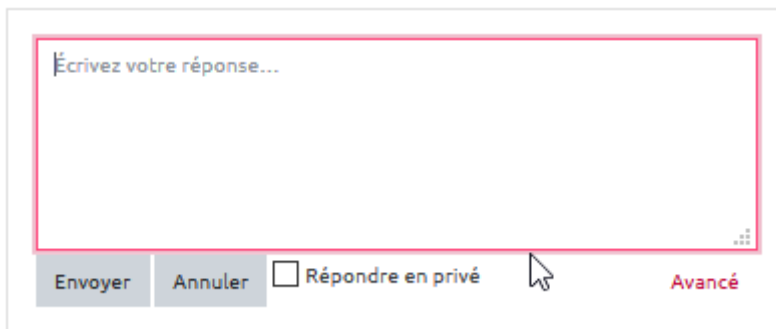 Écrivez votre réponse...
Envoyer Annuler Répondre en privé Avancé